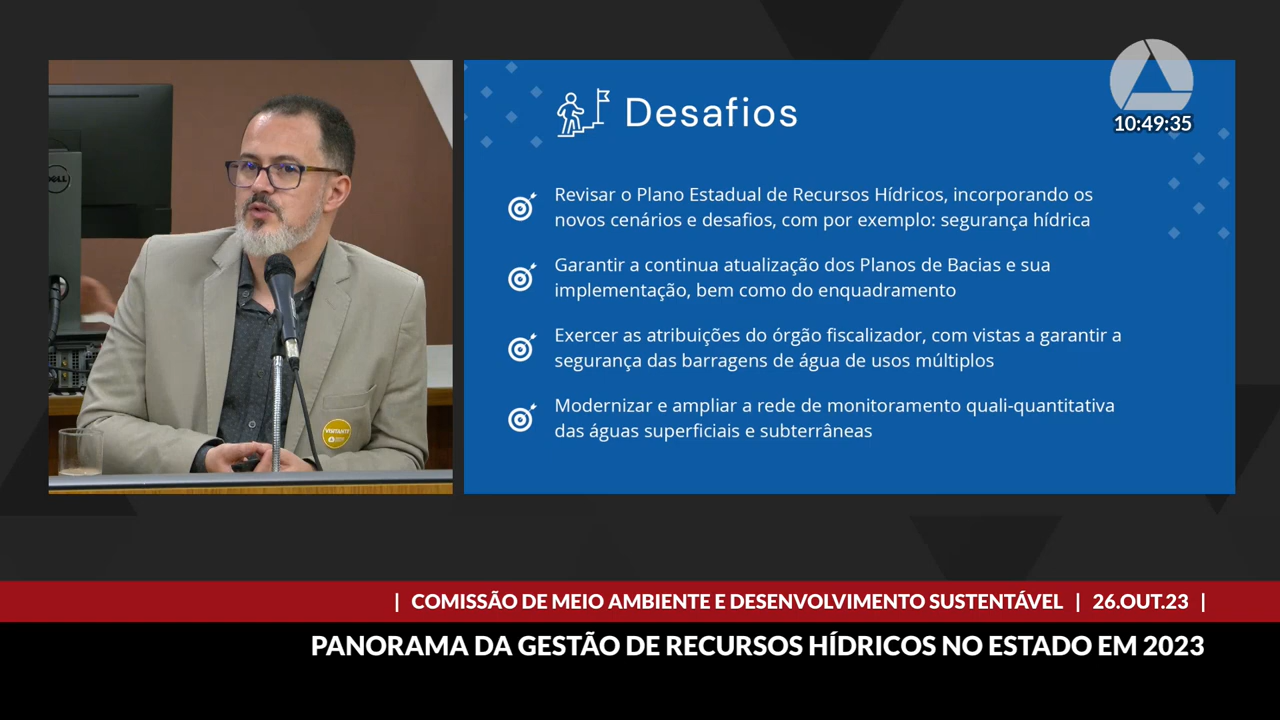 Desafios
10:49:35
Revisar o Plano Estadual de Recursos Hídricos, incorporando os
novos cenários e desafios, com por exemplo: segurança hídrica
Garantir a continua atualização dos Planos de Bacias e sua
implementação, bem como do enquadramento
Exercer as atribuições do órgão fiscalizador, com vistas a garantir a
segurança das barragens de água de usos múltiplos
Modernizar e ampliar a rede de monitoramento quali-quantitativa
das águas superficiais e subterrâneas
DELL
VISITANTE
| COMISSÃO DE MEIO AMBIENTE E DESENVOLVIMENTO SUSTENTÁVEL | 26.OUT.23 |
PANORAMA DA GESTÃO DE RECURSOS HÍDRICOS NO ESTADO EM 2023